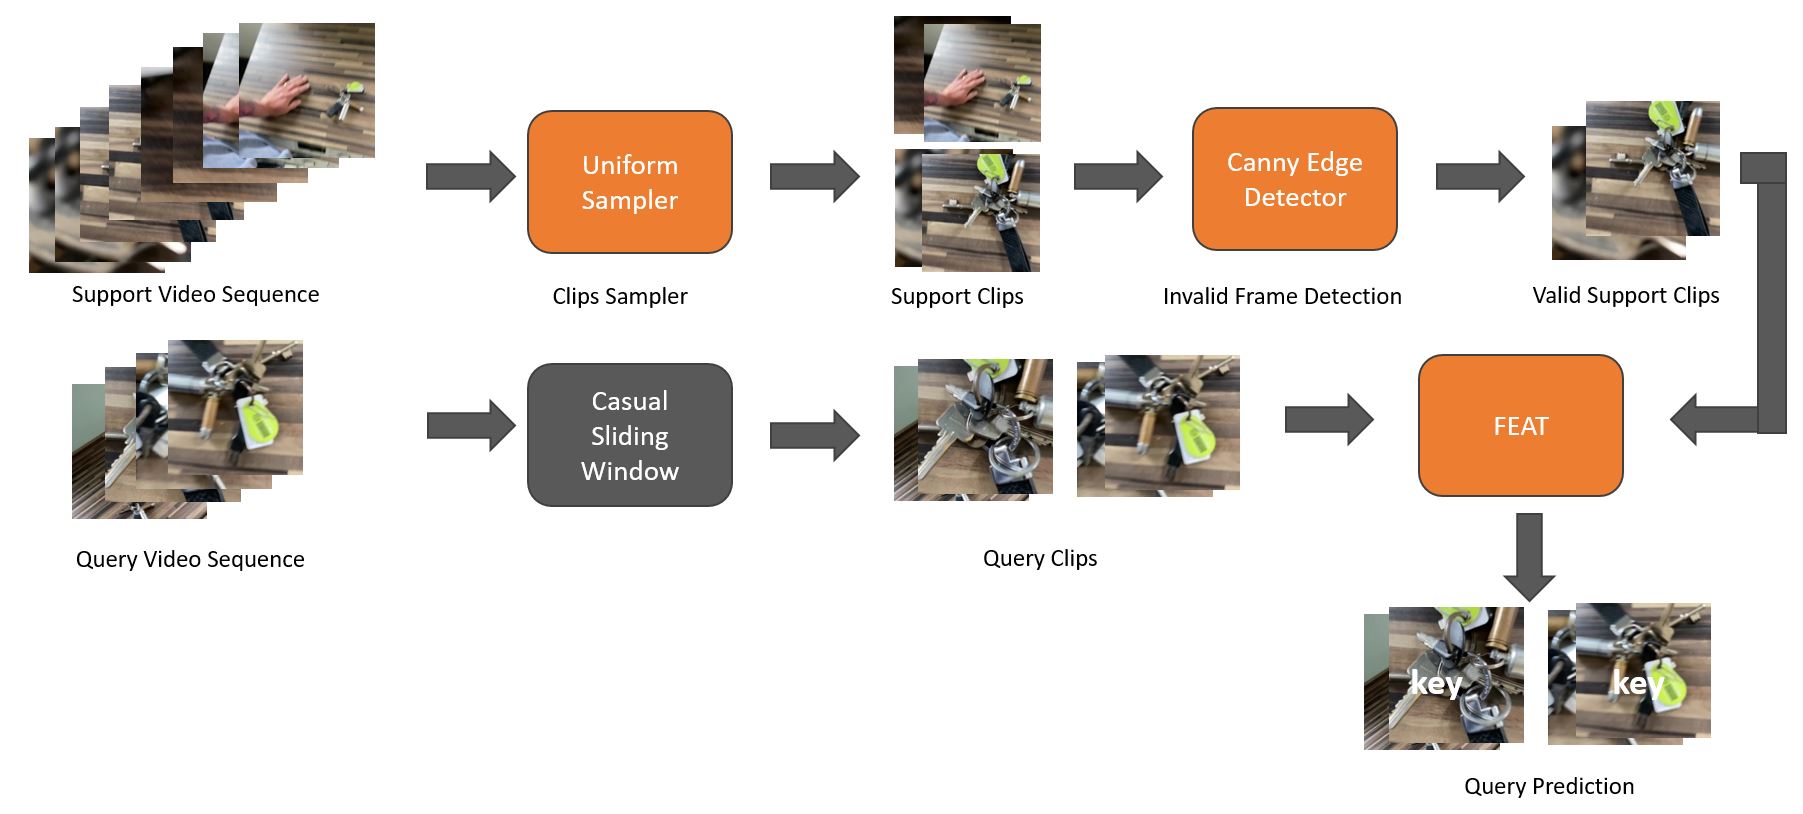 Uniform
Sampler
Canny Edge
Detector
Support Video Sequence
Clips Sampler
Support Clips
Invalid Frame Detection
Valid Support Clips
Casual
Sliding
Window
FEAT
Query Video Sequence
Query Clips
key
key
Query Prediction